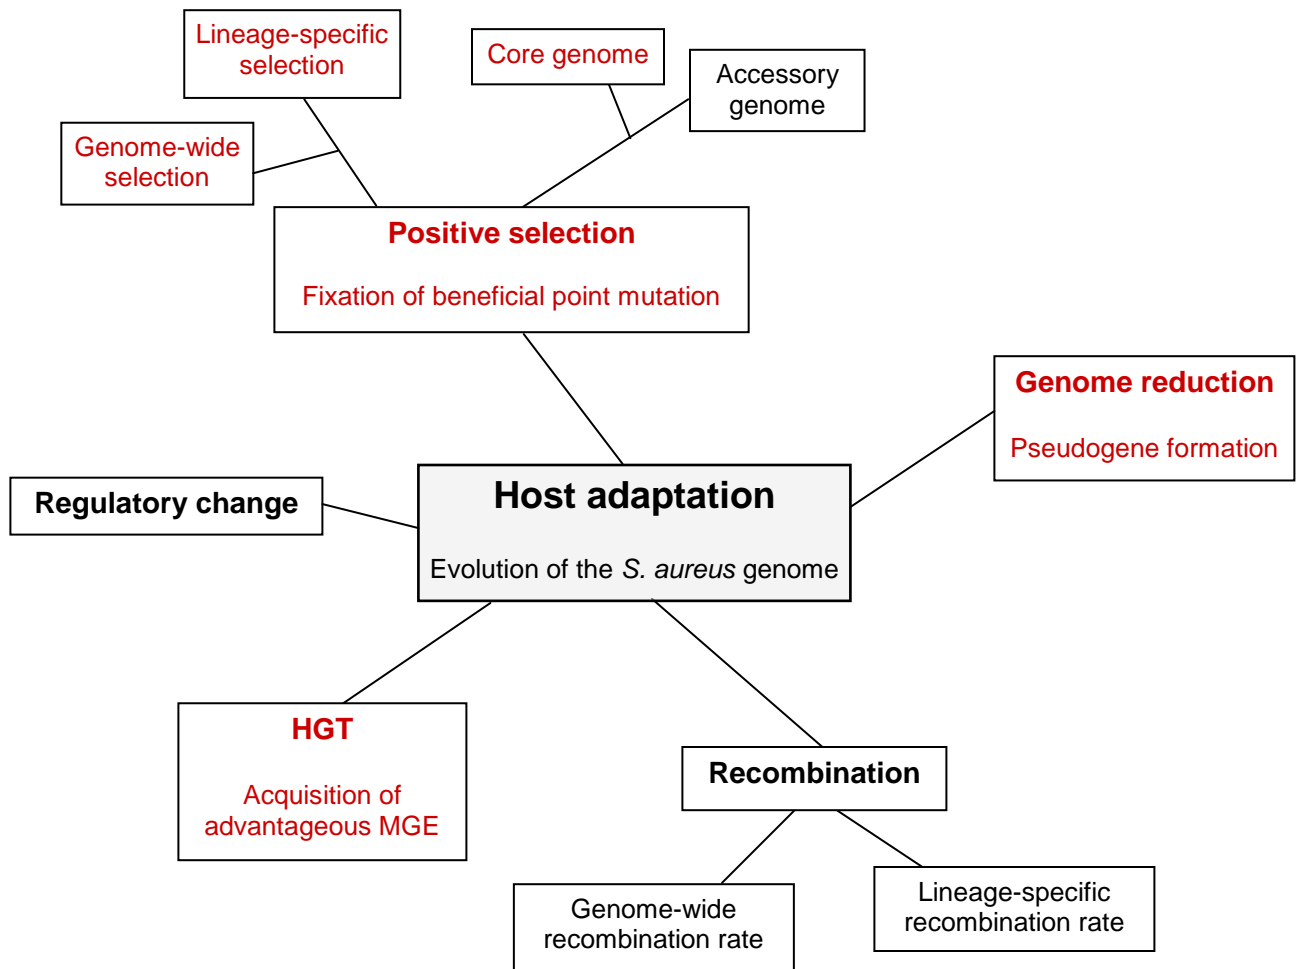 Lineage-specific
selection
Core genome
Accessory
genome
Genome-wide
selection
Positive selection
Fixation of beneficial point mutation
Genome reduction
Pseudogene formation
Regulatory change
Host adaptation
Evolution of the S. aureus genome
HGT
Acquisition of
advantageous MGE
Recombination
Genome-wide
recombination rate
Lineage-specific
recombination rate